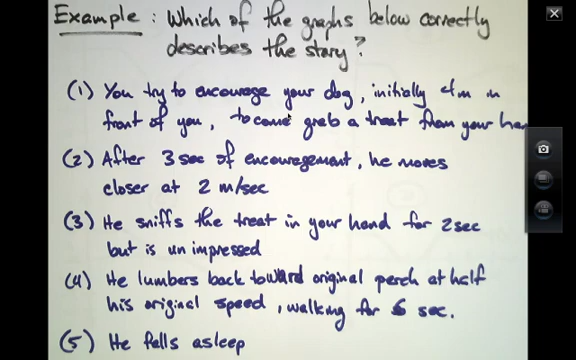 Example: Which of the graphs below correctly
describes the story?
(1) You try to encourage your dog, initially 4m in
front of you, to come grab a treat from your han
(2) After 3 sec of encouragement, he moves
closer at 2 m/sec
(3) He sniffs the treat in your hand for 2 sec
but is unimpressed
(4) He lumbers back toward original perch at half
his original speed, walking for 6 sec.
(5) He falls asleep